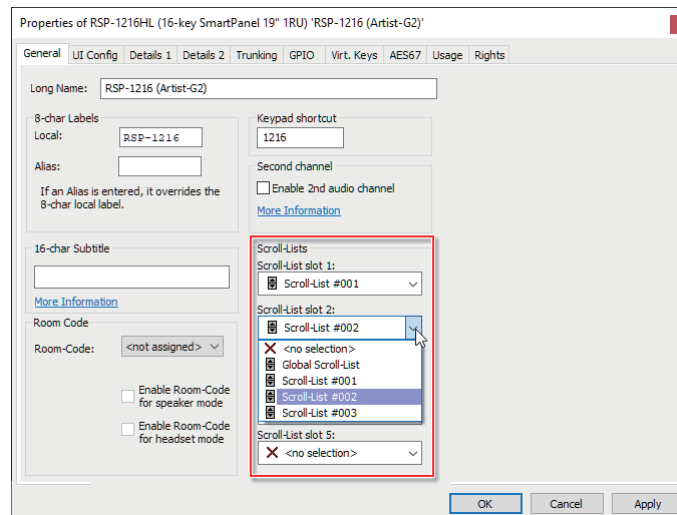 Properties of RSP-1216HL (16-key SmartPanel 19" 1RU) 'RSP-1216 (Artist-G2)'
General UI Config Details 1 Details 2 Trunking GPIO Virt. Keys AES67 Usage Rights
Long Name: RSP-1216 (Artist-G2)
8-char Labels
Local: RSP-1216
Alias:
If an Alias is entered, it overrides the
8-char local label.
Keypad shortcut
1216
Second channel
Enable 2nd audio channel
More Information
16-char Subtitle
More Information
Room Code
Room-Code: <not assigned>
Enable Room-Code
for speaker mode
Enable Room-Code
for headset mode
Scroll-Lists
Scroll-List slot 1:
Scroll-List #001
Scroll-List slot 2:
Scroll-List #002
<no selection>
Global Scroll-List
Scroll-List #001
Scroll-List #002
Scroll-List #003
Scroll-List slot 5:
<no selection>
OK Cancel Apply